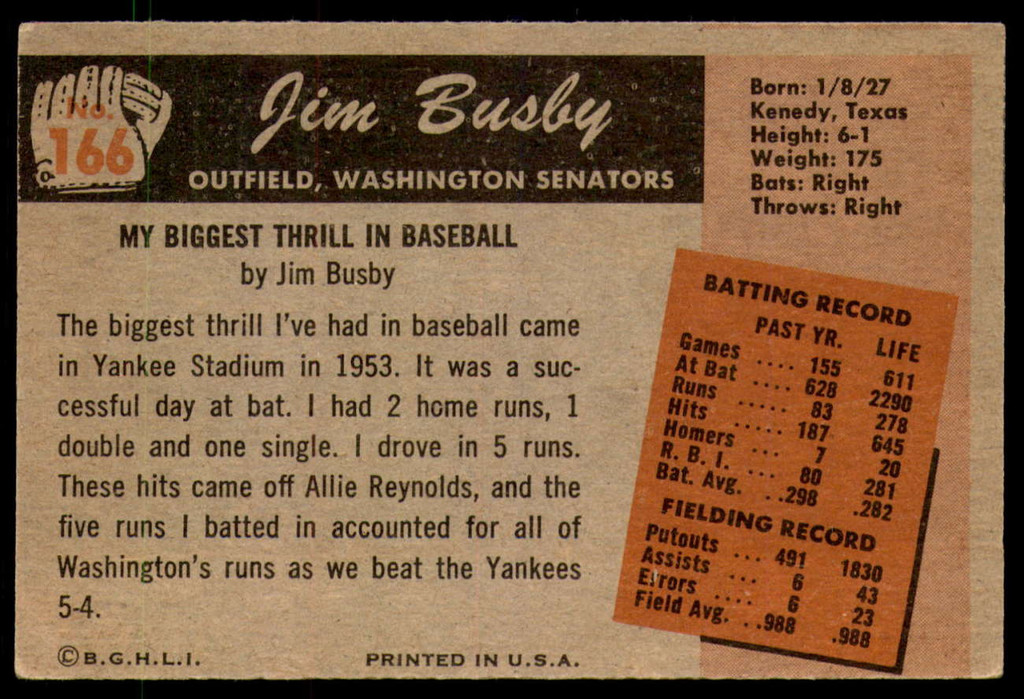 No.
166
Jim Busby
OUTFIELD, WASHINGTON SENATORS
Born: 1/8/27
Kenedy, Texas
Height: 6-1
Weight: 175
Bats: Right
Throws: Right
MY BIGGEST THRILL IN BASEBALL
by Jim Busby
The biggest thrill I've had in baseball came
in Yankee Stadium in 1953. It was a suc-
cessful day at bat. I had 2 home runs, 1
double and one single. I drove in 5 runs.
These hits came off Allie Reynolds, and the
five runs I batted in accounted for all of
Washington's runs as we beat the Yankees
5-4.
BATTING RECORD
PAST YR. LIFE
Games .... 155 611
At Bat .... 628 2290
Runs ..... 83 278
Hits ..... 187 645
Homers ... 7 20
R. B. I. ... 80 281
Bat. Avg. ..298 .282
FIELDING RECORD
Putouts ... 491 1830
Assists ... 6 43
Errors .... 6 23
Field Avg. ..988 .988
© B.G.H.L.I. PRINTED IN U.S.A.